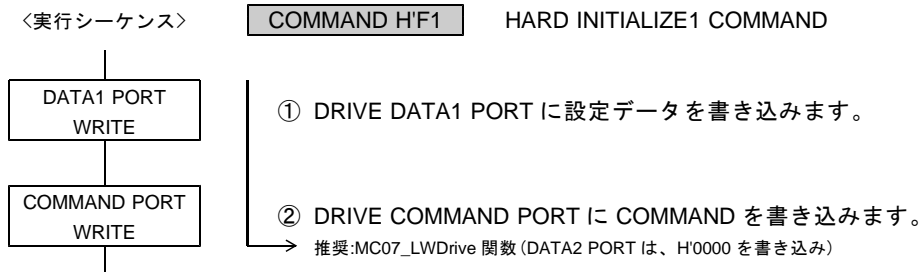 〈実行シーケンス〉 COMMAND H'F1 HARD INITIALIZE1 COMMAND
DATA1 PORT
WRITE
① DRIVE DATA1 PORT に設定データを書き込みます。
COMMAND PORT
WRITE
② DRIVE COMMAND PORT に COMMAND を書き込みます。
推奨:MC07_LWDrive 関数(DATA2 PORT は、H'0000 を書き込み)